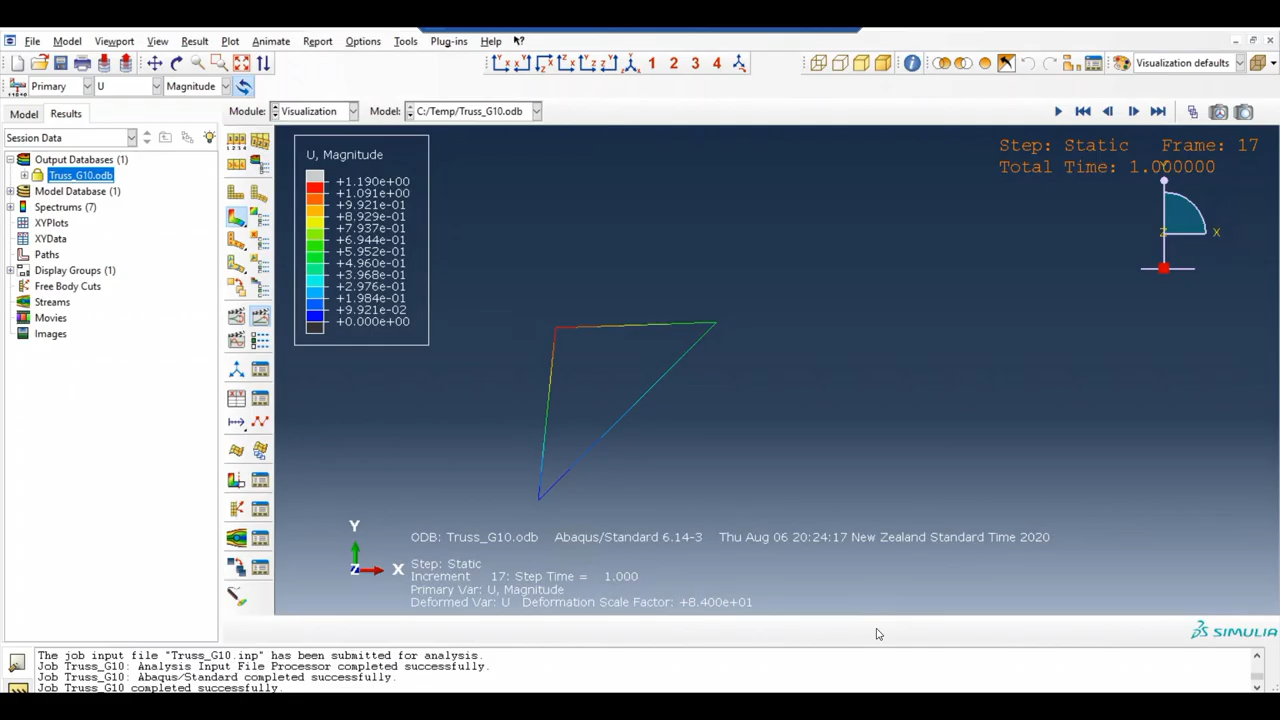 File Model Viewport View Result Plot Animate Report Options Tools Plug-ins Help
1 2 3 4 Visualization defaults
Primary U Magnitude
Model Results Module: Visualization Model: C:/Temp/Truss_G10.odb
Session Data
Output Databases (1)
Truss_G10.odb
Model Database (1)
Spectrums (7)
XYPlots
XYData
Paths
Display Groups (1)
Free Body Cuts
Streams
Movies
Images
U, Magnitude
+1.190e+00
+1.091e+00
+9.921e-01
+8.929e-01
+7.937e-01
+6.944e-01
+5.952e-01
+4.960e-01
+3.968e-01
+2.976e-01
+1.984e-01
+9.921e-02
+0.000e+00
Step: Static Frame: 17
Total Time: 1.000000
Y
Z X
Y
Z X
ODB: Truss_G10.odb Abaqus/Standard 6.14-3 Thu Aug 06 20:24:17 New Zealand Standard Time 2020
Step: Static
Increment 17: Step Time = 1.000
Primary Var: U, Magnitude
Deformed Var: U Deformation Scale Factor: +8.400e+01
SIMULIA
The job input file "Truss_G10.inp" has been submitted for analysis.
Job Truss_G10: Analysis Input File Processor completed successfully.
Job Truss_G10: Abaqus/Standard completed successfully.
Job Truss_G10 completed successfully.